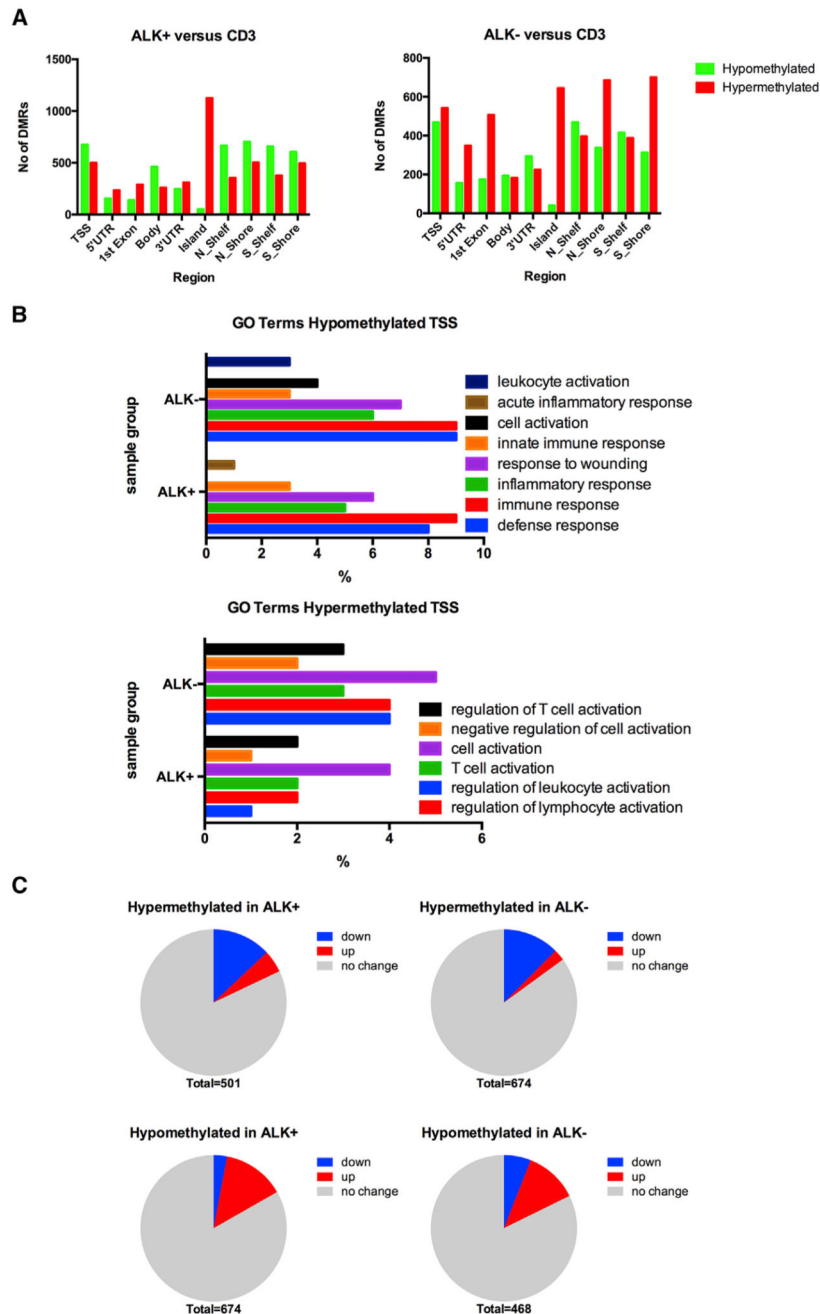 A
ALK+ versus CD3
No of DMRs
1500
1000
500
0
TSS
5'UTR
1st Exon
Body
3'UTR
Island
N_Shelf
N_Shore
S_Shelf
S_Shore
Region
ALK- versus CD3
No of DMRs
800
600
400
200
0
TSS
5'UTR
1st Exon
Body
3'UTR
Island
N_Shelf
N_Shore
S_Shelf
S_Shore
Region
Hypomethylated
Hypermethylated
B
GO Terms Hypomethylated TSS
sample group
ALK-
ALK+
0 2 4 6 8 10
%
leukocyte activation
acute inflammatory response
cell activation
innate immune response
response to wounding
inflammatory response
immune response
defense response
GO Terms Hypermethylated TSS
sample group
ALK-
ALK+
0 2 4 6
%
regulation of T cell activation
negative regulation of cell activation
cell activation
T cell activation
regulation of leukocyte activation
regulation of lymphocyte activation
C
Hypermethylated in ALK+
down
up
no change
Total=501
Hypermethylated in ALK-
down
up
no change
Total=674
Hypomethylated in ALK+
down
up
no change
Total=674
Hypomethylated in ALK-
down
up
no change
Total=468